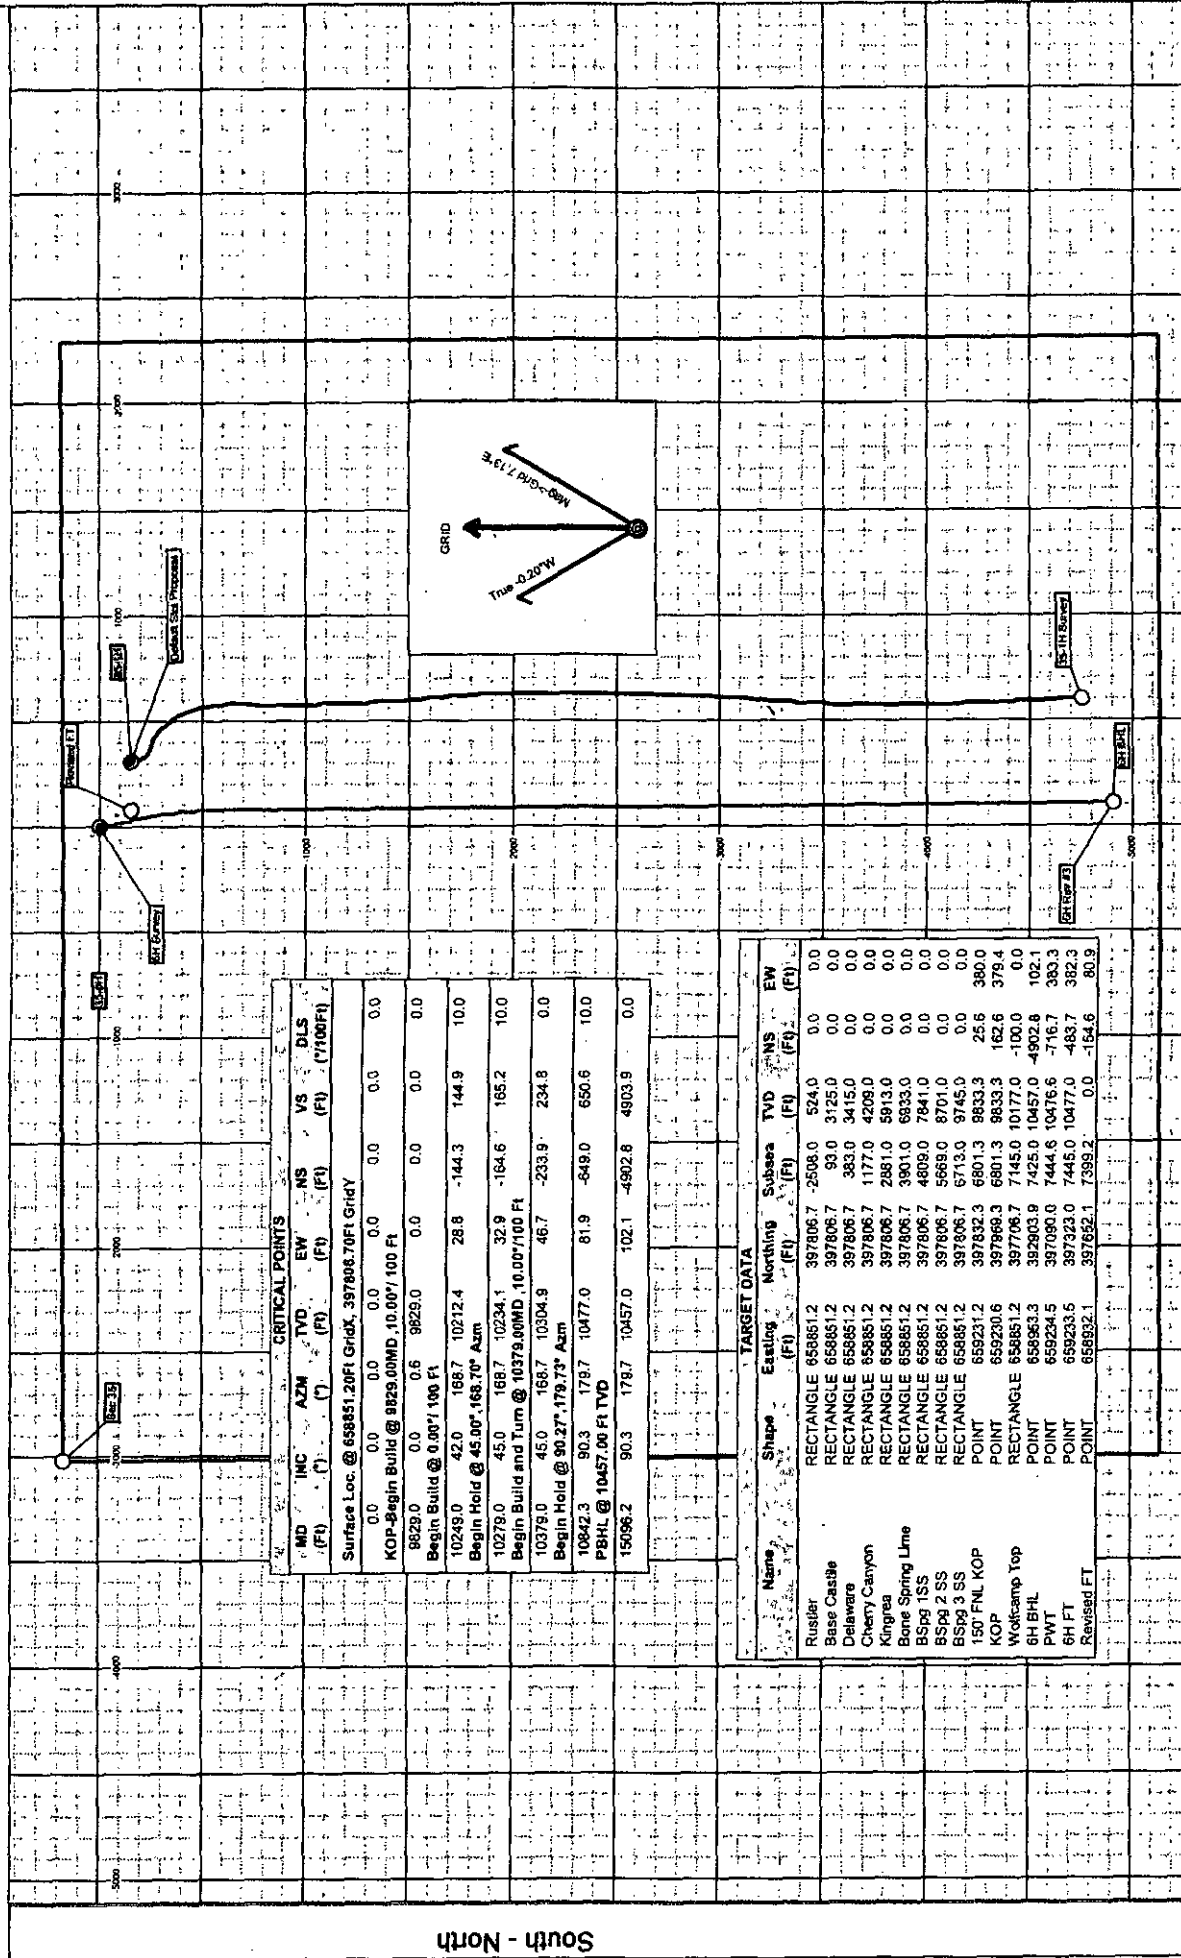 South - North
Sec 35
5000
4000
3000
2000
1000
1000
2000
3000
6H Survey
Revised FT
Default Slot Proposal
1000
2000
3000
4000
5000
6H Rev #3
6H BHL
35-1H Survey
True -0.20°W
GRID
Mag->Grid 7.13°E
CRITICAL POINTS
MD INC AZM TVD EW NS VS DLS
(Ft) (°) (°) (Ft) (Ft) (Ft) (Ft) (°/100Ft)
Surface Loc. @ 658851.20Ft GridX, 397806.70Ft GridY
0.0 0.0 0.0 0.0 0.0 0.0 0.0 0.0
KOP-Begin Build @ 9829.00MD, 10.00°/ 100 Ft
9829.0 0.0 0.6 9829.0 0.0 0.0 0.0 0.0
Begin Build @ 0.00°/ 100 Ft
10249.0 42.0 168.7 10212.4 28.8 -144.3 144.9 10.0
Begin Hold @ 45.00°,168.70° Azm
10279.0 45.0 168.7 10234.1 32.9 -164.6 165.2 10.0
Begin Build and Turn @ 10379.00MD ,10.00°/100 Ft
10379.0 45.0 168.7 10304.9 46.7 -233.9 234.8 0.0
Begin Hold @ 90.27°,179.73° Azm
10842.3 90.3 179.7 10477.0 81.9 -649.0 650.6 10.0
PBHL @ 10457.00 Ft TVD
15096.2 90.3 179.7 10457.0 102.1 -4902.8 4903.9 0.0
TARGET DATA
Name Shape Easting Northing Subsea TVD NS EW
(Ft) (Ft) (Ft) (Ft) (Ft)
Rustler RECTANGLE 658851.2 397806.7 -2508.0 524.0 0.0 0.0
Base Castile RECTANGLE 658851.2 397806.7 93.0 3125.0 0.0 0.0
Delaware RECTANGLE 658851.2 397806.7 383.0 3415.0 0.0 0.0
Cherry Canyon RECTANGLE 658851.2 397806.7 1177.0 4209.0 0.0 0.0
Kingrea RECTANGLE 658851.2 397806.7 2881.0 5913.0 0.0 0.0
Bone Spring Lime RECTANGLE 658851.2 397806.7 3901.0 6933.0 0.0 0.0
BSpg 1SS RECTANGLE 658851.2 397806.7 4809.0 7841.0 0.0 0.0
BSpg 2 SS RECTANGLE 658851.2 397806.7 5669.0 8701.0 0.0 0.0
BSpg 3 SS RECTANGLE 658851.2 397806.7 6713.0 9745.0 0.0 0.0
150' FNL KOP POINT 659231.2 397832.3 6801.3 9833.3 25.6 380.0
KOP POINT 659230.6 397969.3 6801.3 9833.3 162.6 379.4
Wolfcamp Top RECTANGLE 658851.2 397706.7 7145.0 10177.0 -100.0 0.0
6H BHL POINT 658953.3 392903.9 7425.0 10457.0 -4902.8 102.1
PWT POINT 659234.5 397090.0 7444.6 10476.6 -716.7 383.3
6H FT POINT 659233.5 397323.0 7445.0 10477.0 -483.7 382.3
Revised FT POINT 658932.1 397652.1 7399.2 0.0 -154.6 80.9